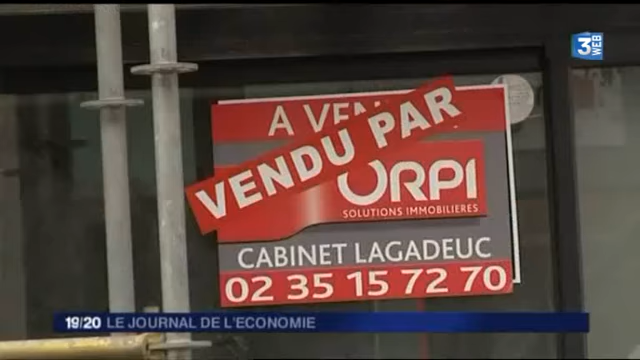 3 WEB
A VEN
VENDU PAR
ORPI
SOLUTIONS IMMOBILIERES
CABINET LAGADEUC
02 35 15 72 70
19/20 LE JOURNAL DE L'ECONOMIE